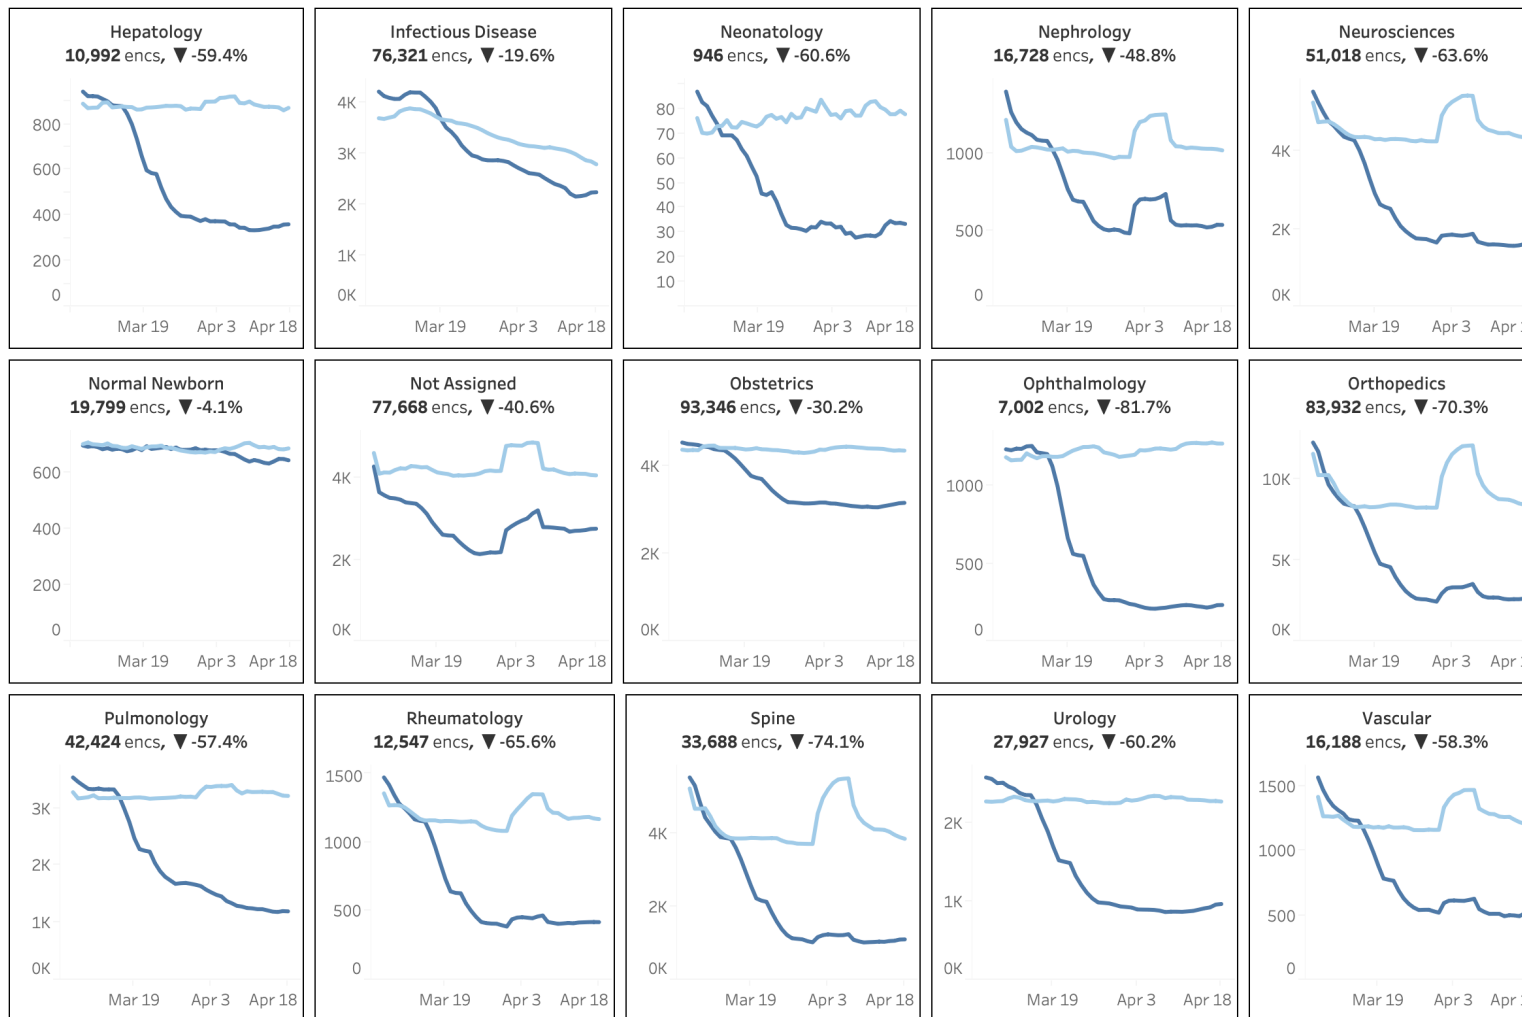 Hepatology
10,992 encs, ▼ -59.4%
800
600
400
200
0
Mar 19 Apr 3 Apr 18
Infectious Disease
76,321 encs, ▼ -19.6%
4K
3K
2K
1K
0K
Mar 19 Apr 3 Apr 18
Neonatology
946 encs, ▼ -60.6%
80
70
60
50
40
30
20
10
Mar 19 Apr 3 Apr 18
Nephrology
16,728 encs, ▼ -48.8%
1000
500
0
Mar 19 Apr 3 Apr 18
Neurosciences
51,018 encs, ▼ -63.6%
4K
2K
0K
Mar 19 Apr 3 Apr
Normal Newborn
19,799 encs, ▼ -4.1%
600
400
200
0
Mar 19 Apr 3 Apr 18
Not Assigned
77,668 encs, ▼ -40.6%
4K
2K
0K
Mar 19 Apr 3 Apr 18
Obstetrics
93,346 encs, ▼ -30.2%
4K
2K
0K
Mar 19 Apr 3 Apr 18
Ophthalmology
7,002 encs, ▼ -81.7%
1000
500
0
Mar 19 Apr 3 Apr 18
Orthopedics
83,932 encs, ▼ -70.3%
10K
5K
0K
Mar 19 Apr 3 Apr
Pulmonology
42,424 encs, ▼ -57.4%
3K
2K
1K
0K
Mar 19 Apr 3 Apr 18
Rheumatology
12,547 encs, ▼ -65.6%
1500
1000
500
0
Mar 19 Apr 3 Apr 18
Spine
33,688 encs, ▼ -74.1%
4K
2K
0K
Mar 19 Apr 3 Apr 18
Urology
27,927 encs, ▼ -60.2%
2K
1K
0K
Mar 19 Apr 3 Apr 18
Vascular
16,188 encs, ▼ -58.3%
1500
1000
500
0
Mar 19 Apr 3 Apr